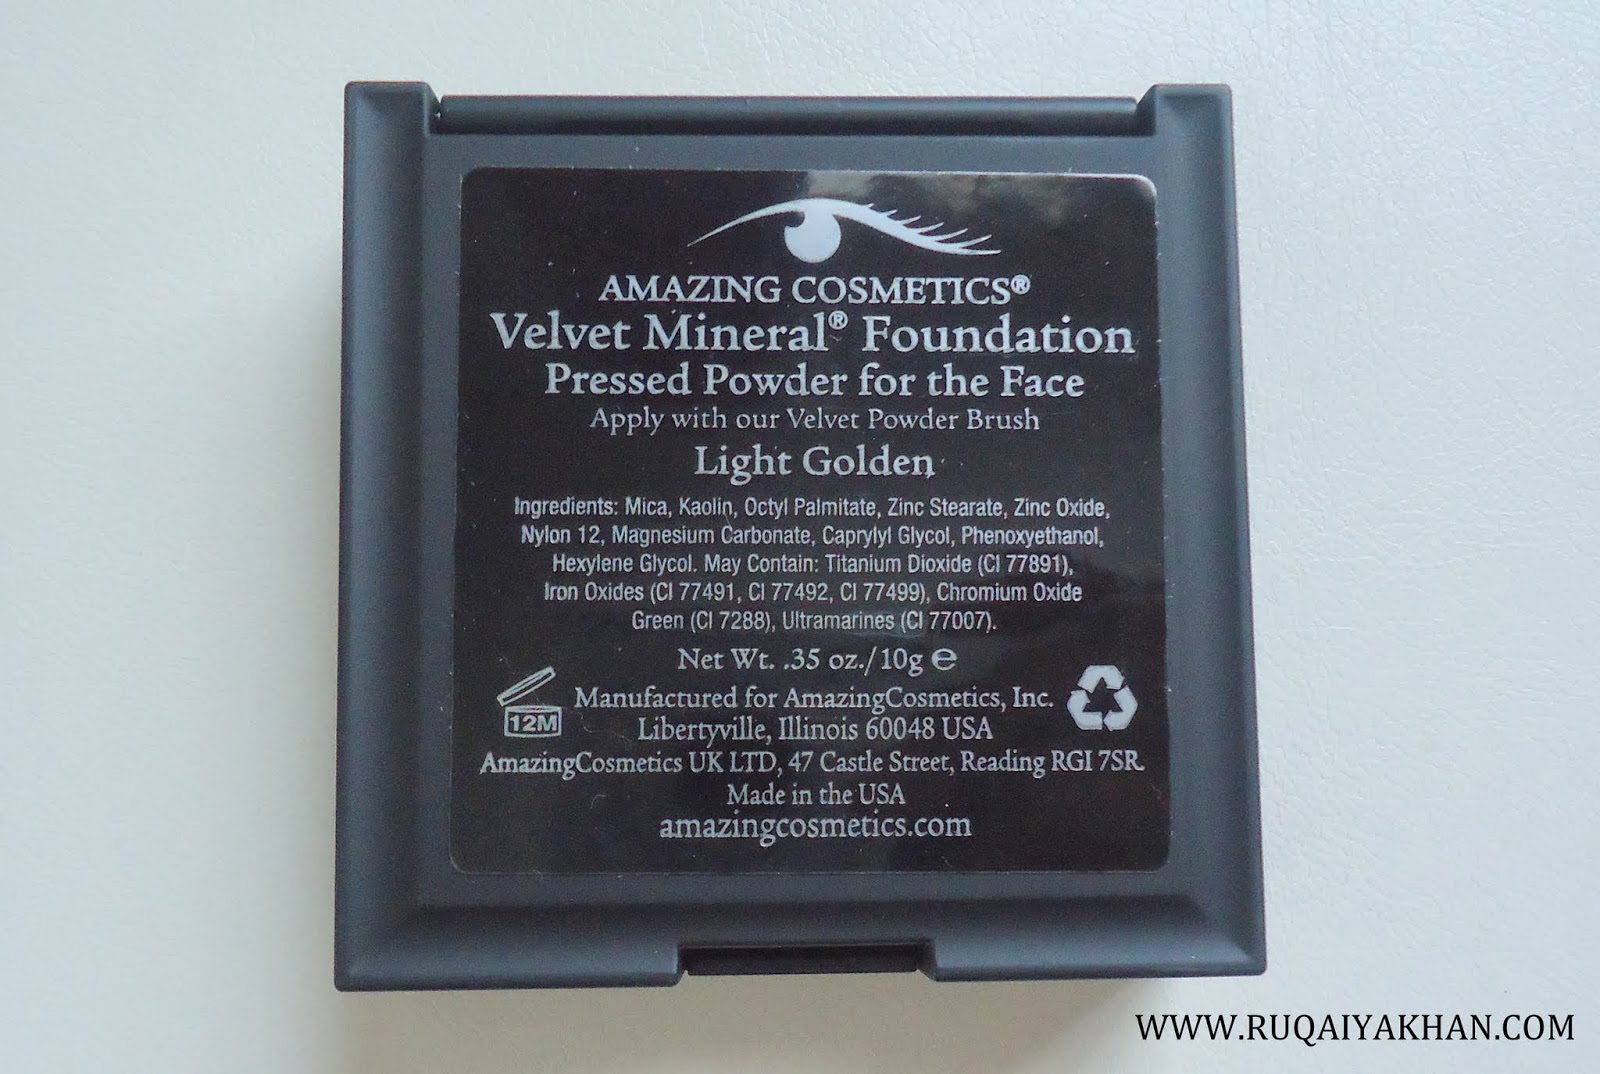 AMAZING COSMETICS®
Velvet Mineral® Foundation
Pressed Powder for the Face
Apply with our Velvet Powder Brush
Light Golden
Ingredients: Mica, Kaolin, Octyl Palmitate, Zinc Stearate, Zinc Oxide,
Nylon 12, Magnesium Carbonate, Caprylyl Glycol, Phenoxyethanol,
Hexylene Glycol. May Contain: Titanium Dioxide (CI 77891),
Iron Oxides (CI 77491, CI 77492, CI 77499), Chromium Oxide
Green (CI 7288), Ultramarines (CI 77007).
Net Wt. .35 oz./10g ℮
12M
Manufactured for AmazingCosmetics, Inc.
Libertyville, Illinois 60048 USA
AmazingCosmetics UK LTD, 47 Castle Street, Reading RGI 7SR
Made in the USA
amazingcosmetics.com
WWW.RUQAIYAKHAN.COM